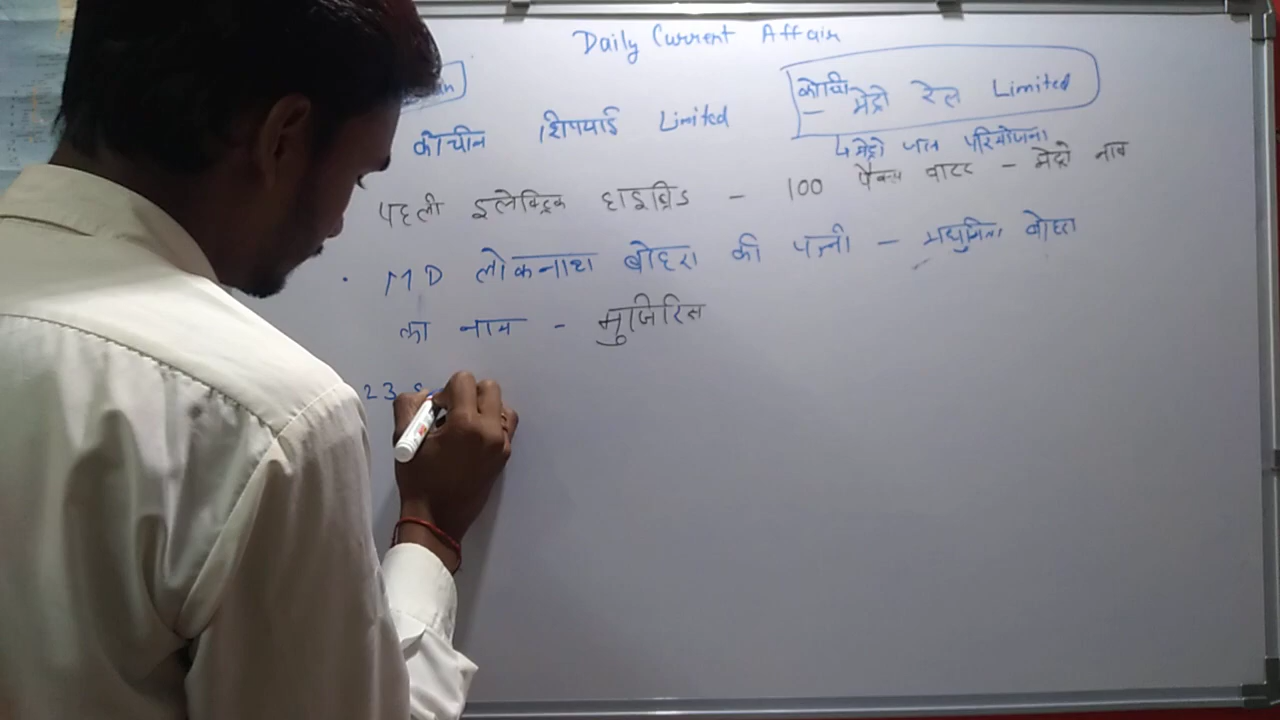 Daily Current Affair
कोचीन शिपयार्ड Limited
कोची मेट्रो रेल Limited
↳ मेट्रो जल परियोजना
पहली इलेक्ट्रिक हाइब्रिड - 100 पैक्स वाटर - मेट्रो नाव
• MD लोकनाथ बोहरा की पत्नी - मधुमिता बोहरा
का नाम - मुजिरिस
23